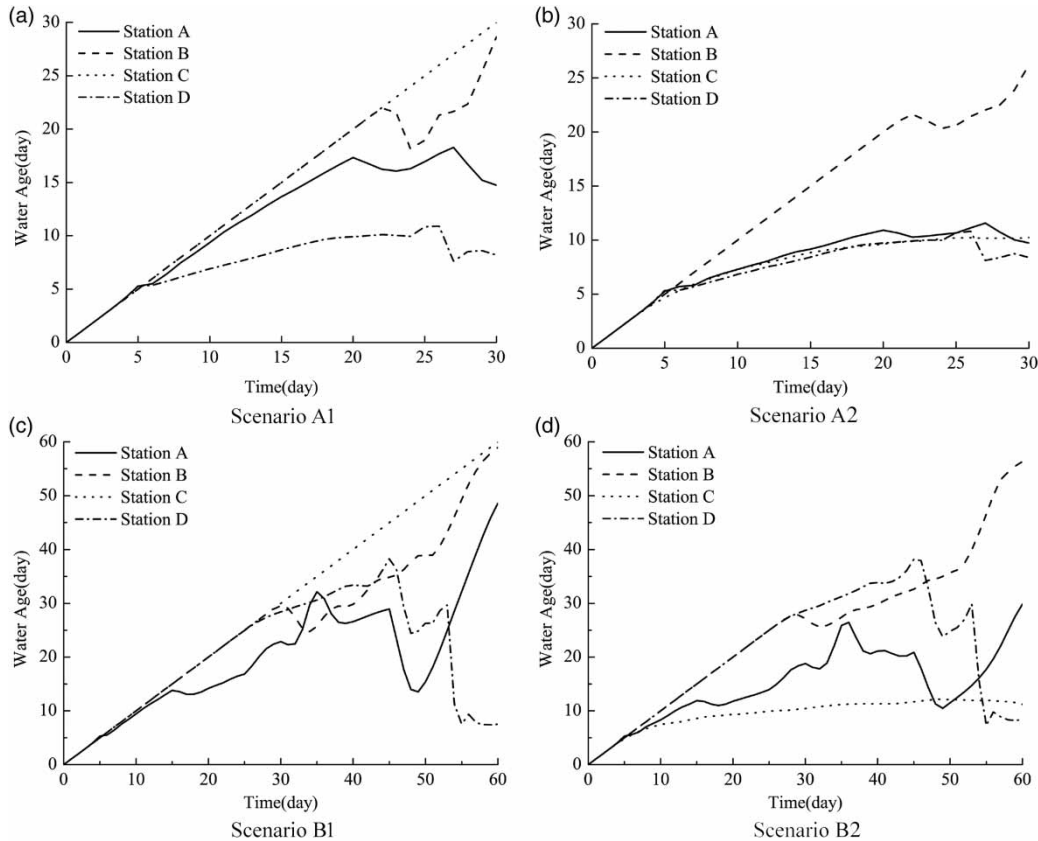 (a)
30
25
20
15
10
5
0
Water Age(day)
Station A
Station B
Station C
Station D
0 5 10 15 20 25 30
Time(day)
Scenario A1
(b)
30
25
20
15
10
5
0
Water Age(day)
Station A
Station B
Station C
Station D
0 5 10 15 20 25 30
Time(day)
Scenario A2
(c)
60
50
40
30
20
10
0
Water Age(day)
Station A
Station B
Station C
Station D
0 10 20 30 40 50 60
Time(day)
Scenario B1
(d)
60
50
40
30
20
10
0
Water Age(day)
Station A
Station B
Station C
Station D
0 10 20 30 40 50 60
Time(day)
Scenario B2